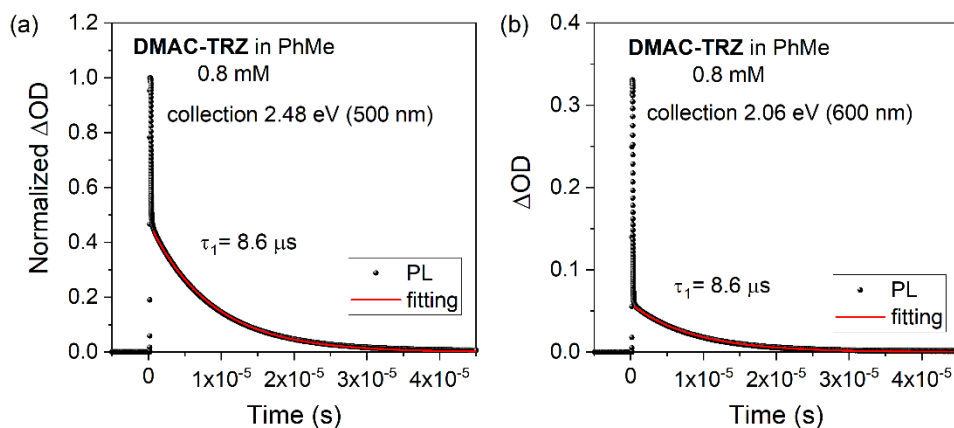 (a)
DMAC-TRZ in PhMe
0.8 mM
collection 2.48 eV (500 nm)
τ₁= 8.6 μs
PL
fitting
Normalized ΔOD
1.0
0.8
0.6
0.4
0.2
0.0
0 1x10⁻⁵ 2x10⁻⁵ 3x10⁻⁵ 4x10⁻⁵
Time (s)
(b)
DMAC-TRZ in PhMe
0.8 mM
collection 2.06 eV (600 nm)
τ₁= 8.6 μs
PL
fitting
ΔOD
0.4
0.3
0.2
0.1
0.0
0 1x10⁻⁵ 2x10⁻⁵ 3x10⁻⁵ 4x10⁻⁵
Time (s)